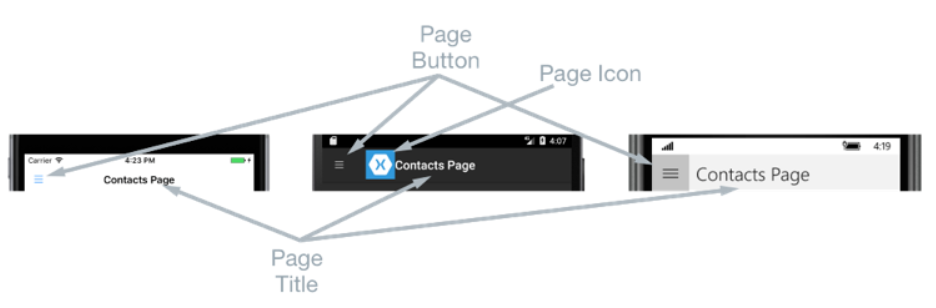 Page
Button
Page Icon
Carrier
4:23 PM
Contacts Page
4:07
Contacts Page
4:19
Contacts Page
Page
Title